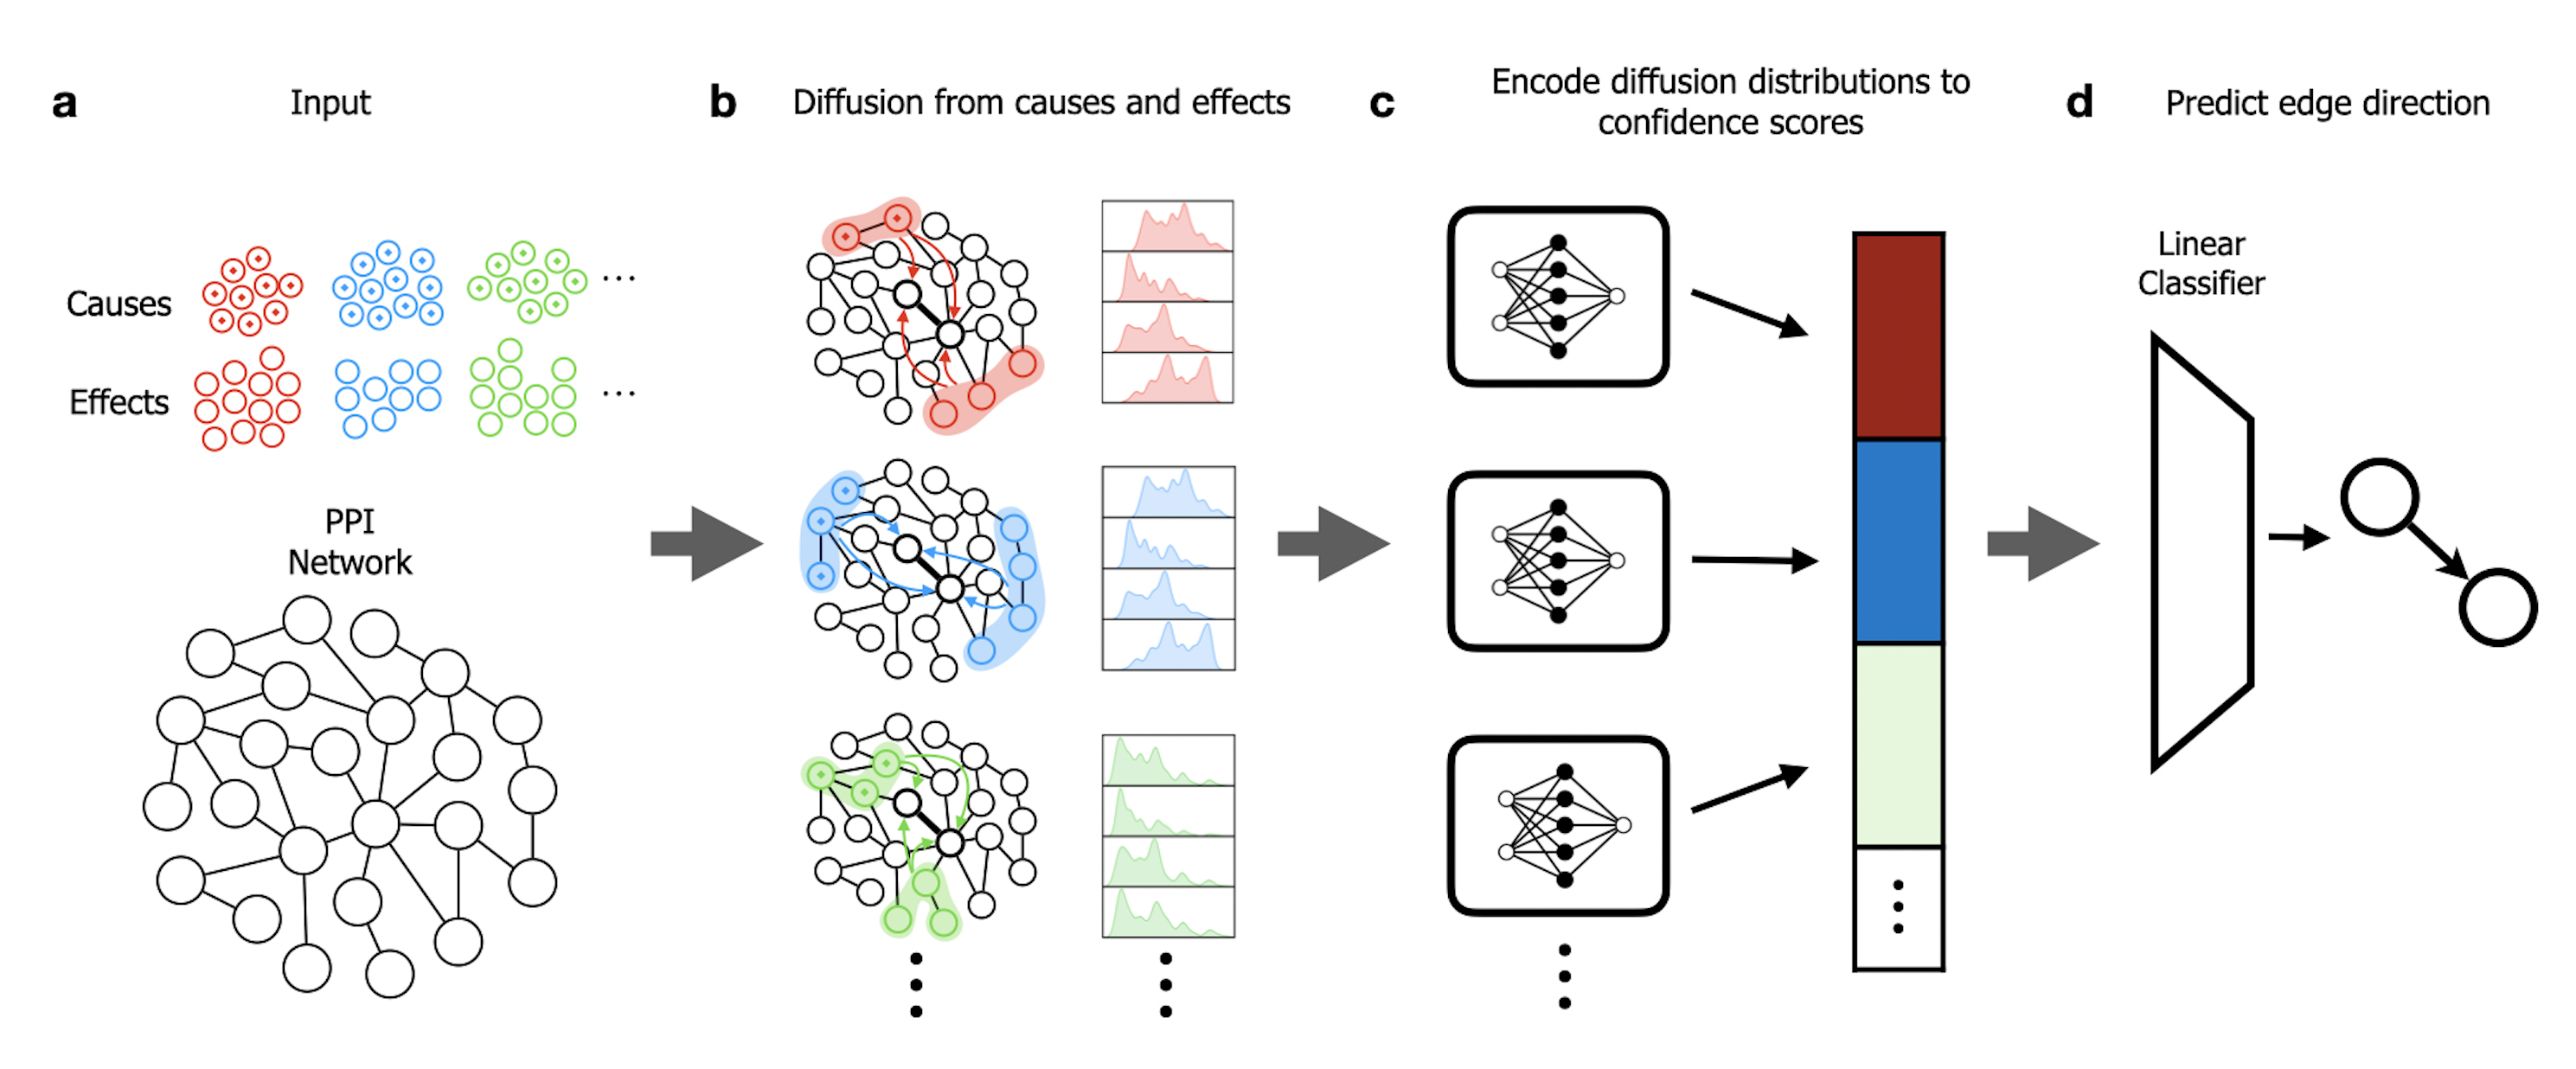 a
Input
b
Diffusion from causes and effects
c
Encode diffusion distributions to
confidence scores
d
Predict edge direction
Causes
...
Effects
...
PPI
Network
Linear
Classifier